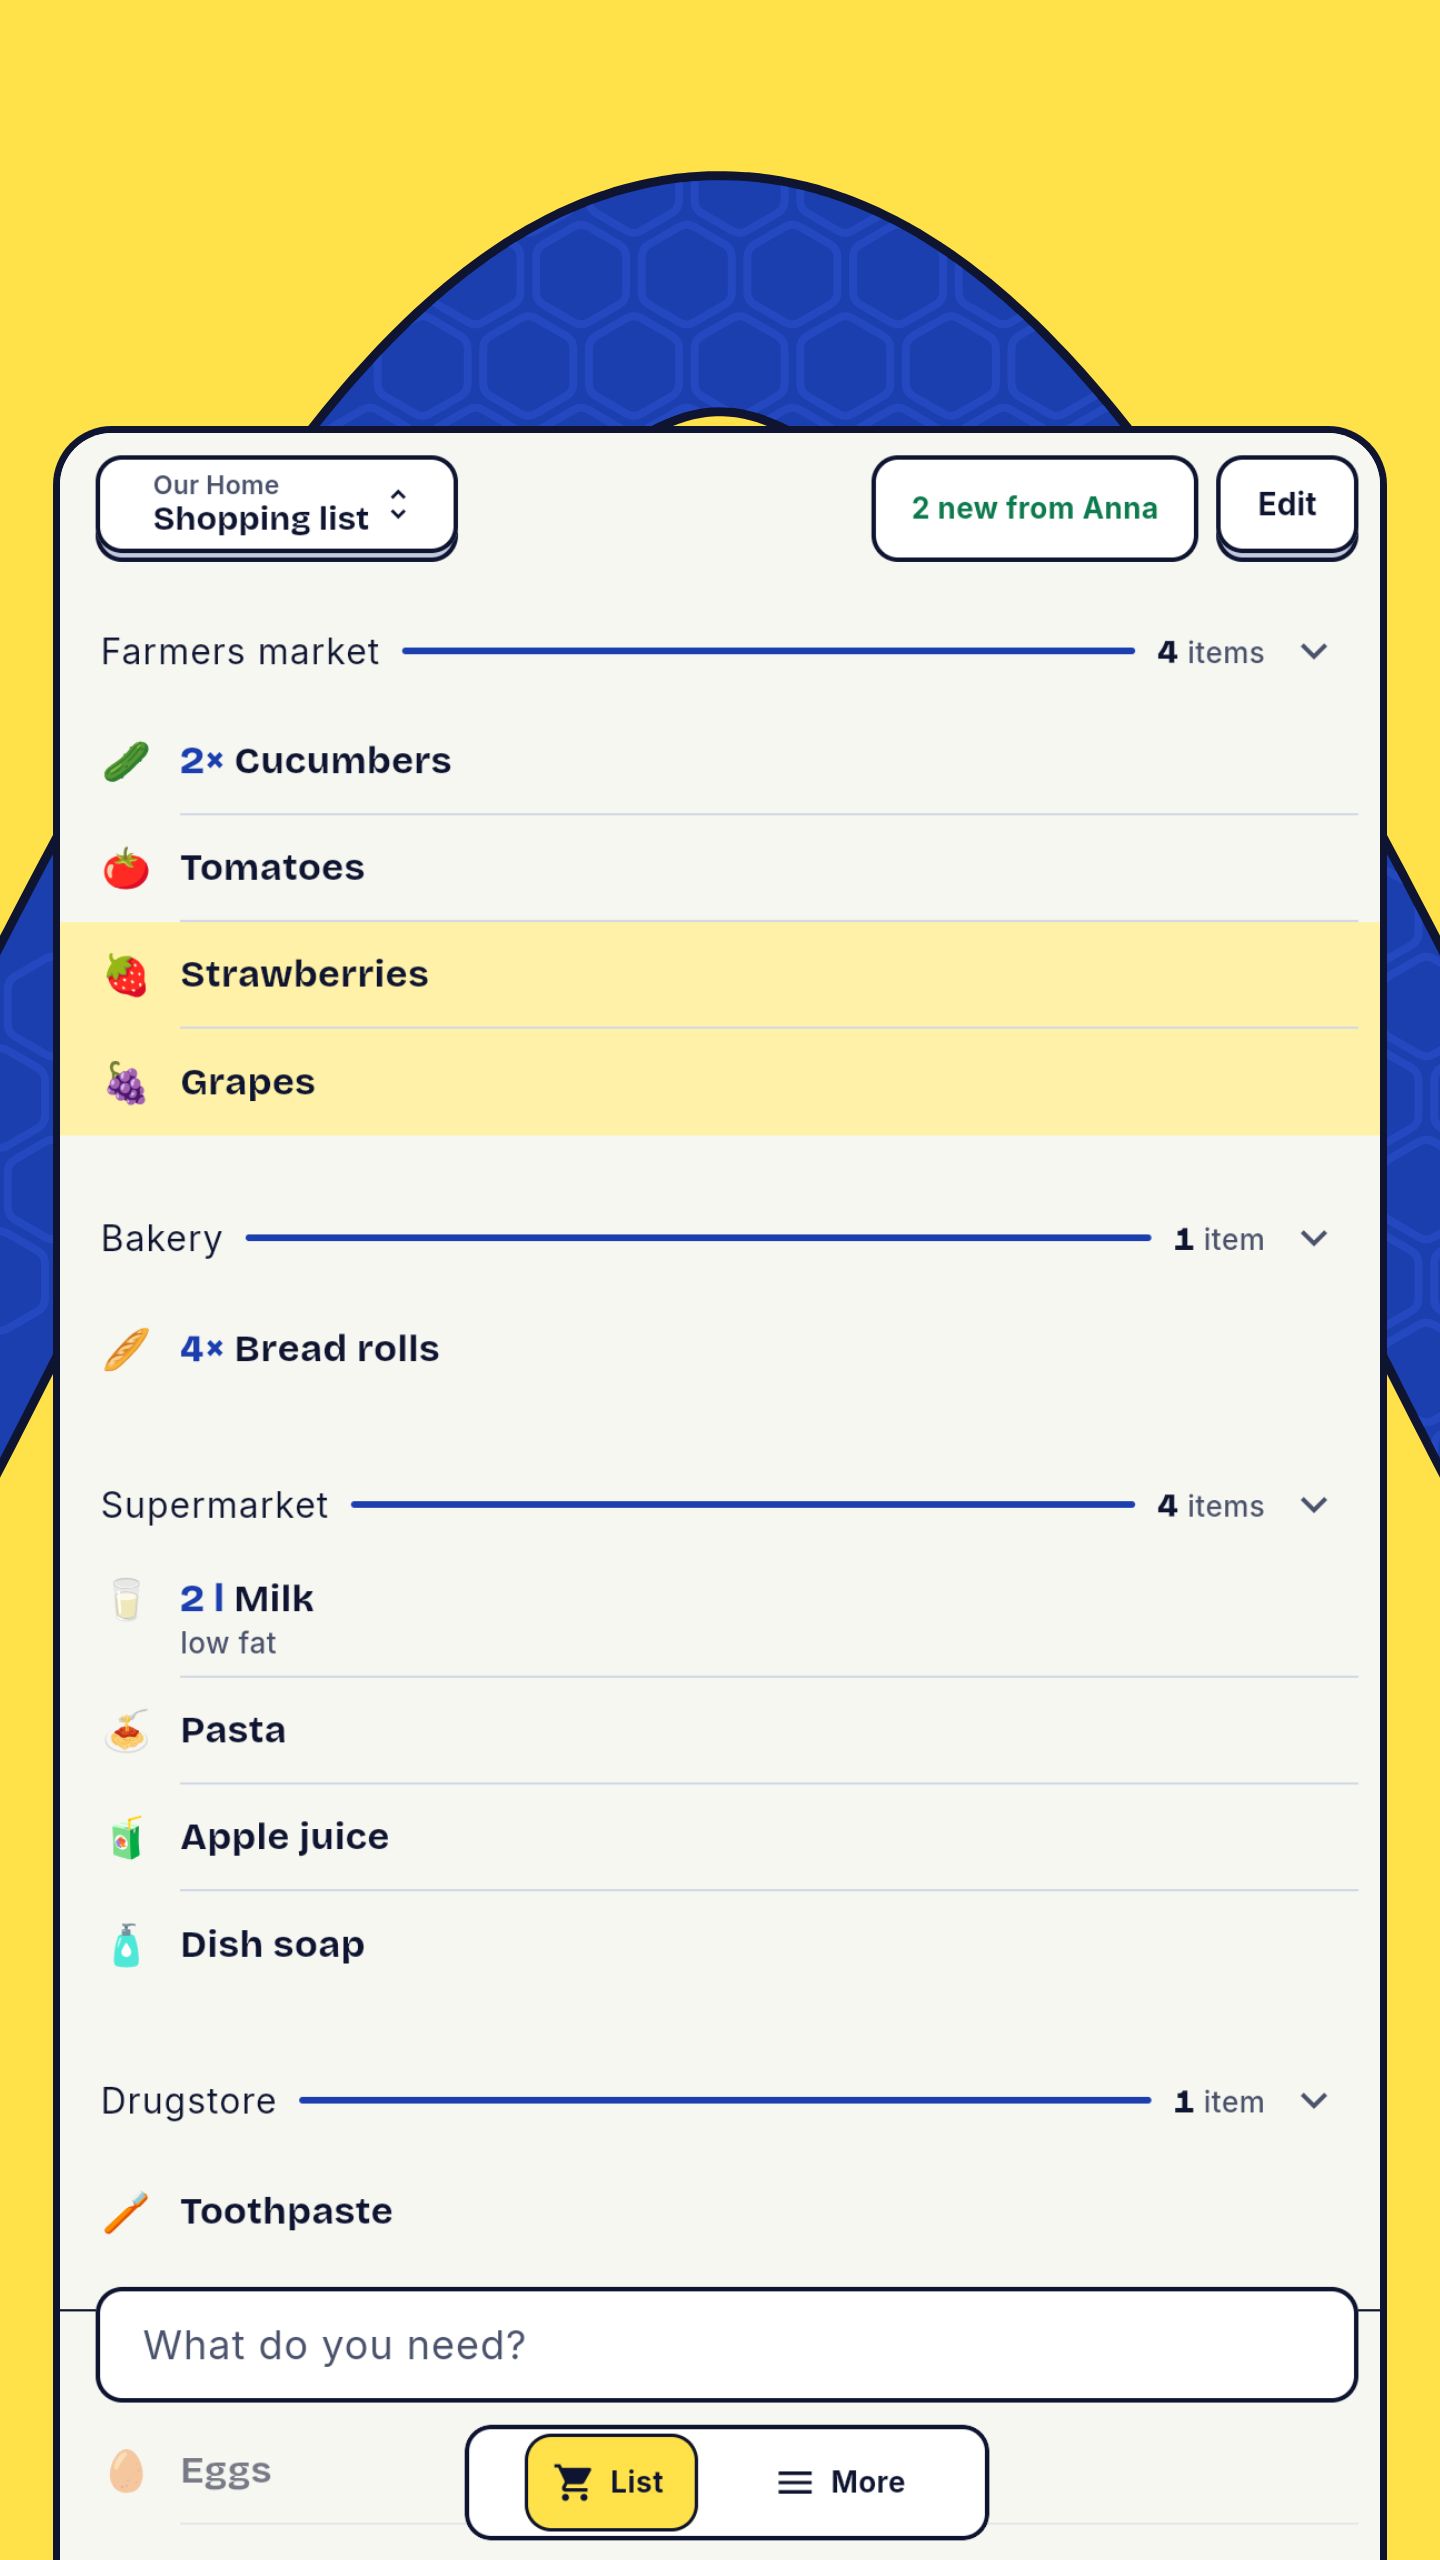 Our Home
Shopping list
2 new from Anna
Edit
Farmers market 4 items
2× Cucumbers
Tomatoes
Strawberries
Grapes
Bakery 1 item
4× Bread rolls
Supermarket 4 items
2 l Milk
low fat
Pasta
Apple juice
Dish soap
Drugstore 1 item
Toothpaste
What do you need?
Eggs
List
More